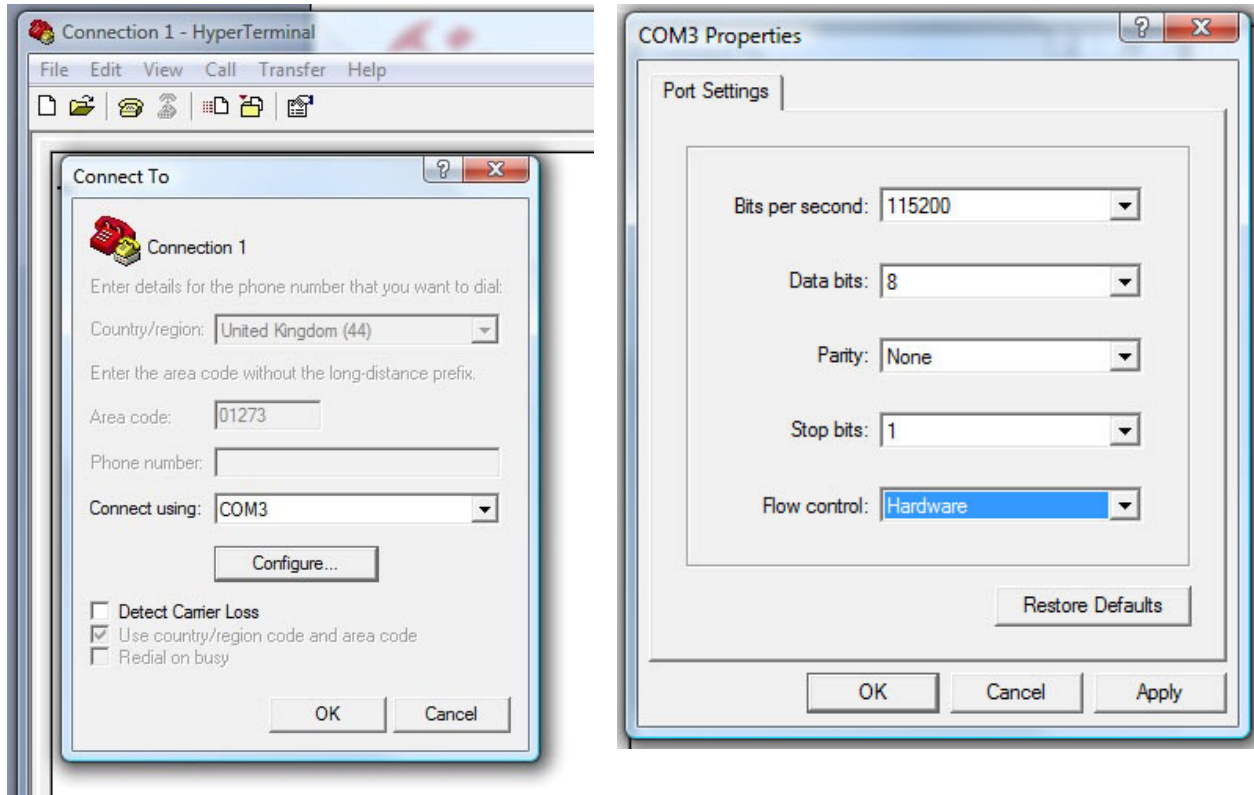 Connection 1 - HyperTerminal
File Edit View Call Transfer Help
Connect To
Connection 1
Enter details for the phone number that you want to dial:
Country/region: United Kingdom (44)
Enter the area code without the long-distance prefix.
Area code: 01273
Phone number:
Connect using: COM3
Configure...
Detect Carrier Loss
Use country/region code and area code
Redial on busy
OK Cancel
COM3 Properties
Port Settings
Bits per second: 115200
Data bits: 8
Parity: None
Stop bits: 1
Flow control: Hardware
Restore Defaults
OK Cancel Apply